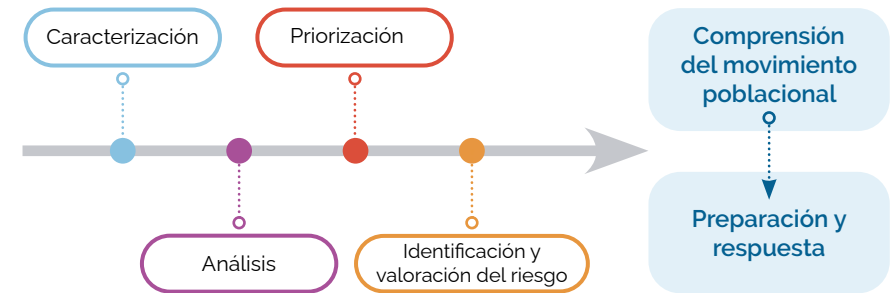 Caracterización
Priorización
Análisis
Identificación y
valoración del riesgo
Comprensión
del movimiento
poblacional
Preparación y
respuesta